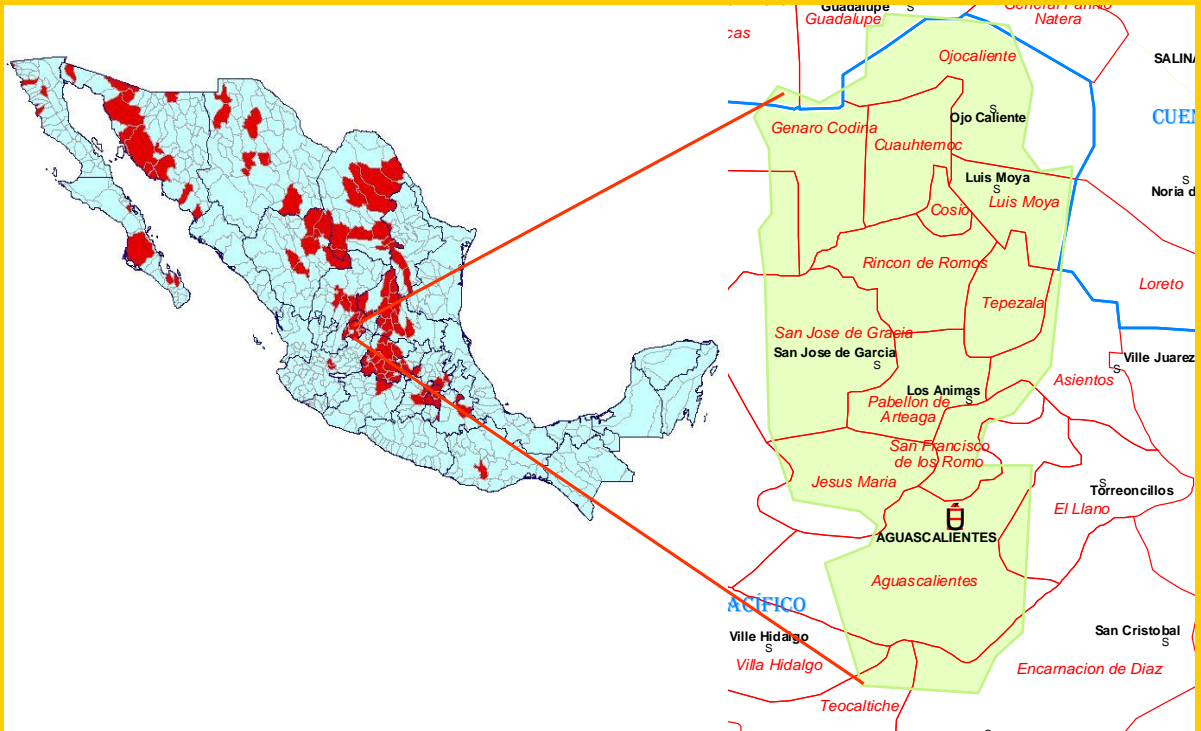 Guadalupe
S
General Panfilo
cas
Guadalupe
Natera
Ojocaliente
SALINA
S
Ojo Caliente
CUEN
Genaro Codina
Cuauhtemoc
Luis Moya
S
S
Luis Moya
Noria d
Cosio
Rincon de Romos
Loreto
Tepezala
San Jose de Gracia
San Jose de Garcia
S
Ville Juarez
S
Asientos
Los Animas
S
Pabellon de
Arteaga
San Francisco
de los Romo
Jesus Maria
S
Torreoncillos
El Llano
AGUASCALIENTES
Aguascalientes
ACÍFICO
Ville Hidalgo
S
Villa Hidalgo
San Cristobal
S
Encarnacion de Diaz
Teocaltiche